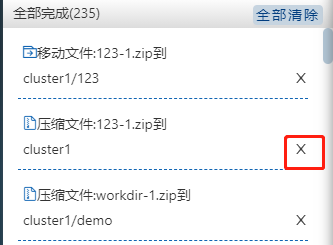 全部完成(235) 全部清除
移动文件:123-1.zip到
cluster1/123 X
压缩文件:123-1.zip到
cluster1 X
压缩文件:workdir-1.zip到
cluster1/demo X